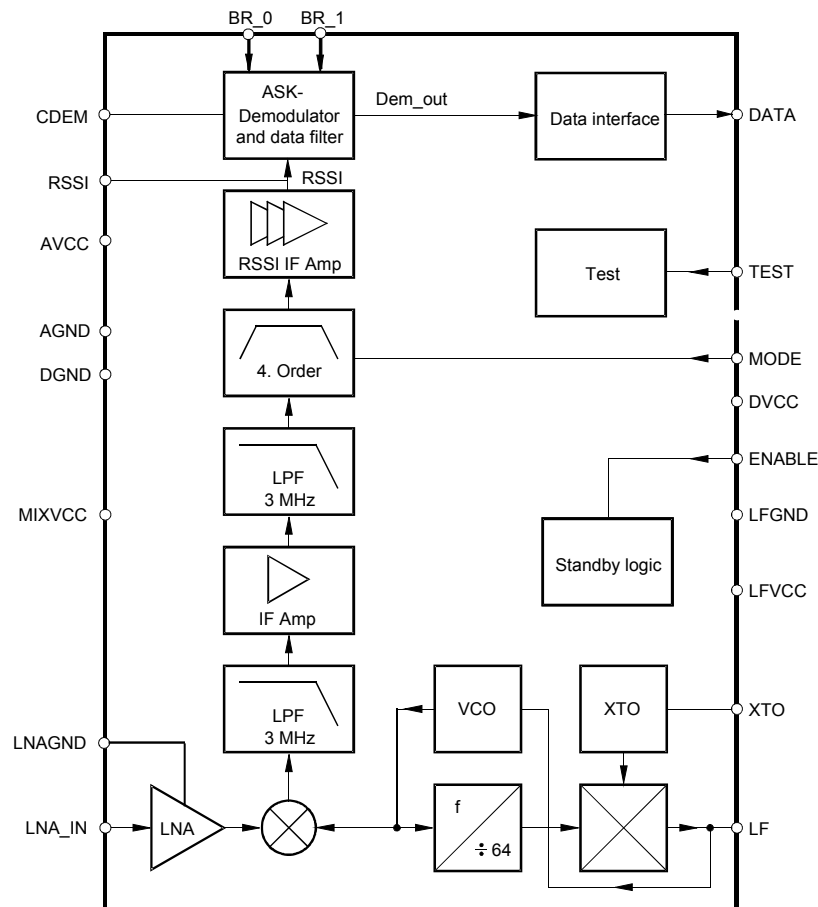 BR_0 BR_1
ASK-
Demodulator
and data filter
Dem_out
Data interface
CDEM
DATA
RSSI
RSSI
AVCC
RSSI IF Amp
Test
TEST
AGND
DGND
4. Order
MODE
DVCC
ENABLE
LPF
3 MHz
MIXVCC
LFGND
Standby logic
IF Amp
LFVCC
LPF
3 MHz
VCO
XTO
XTO
LNAGND
LNA_IN
LNA
f
÷ 64
LF